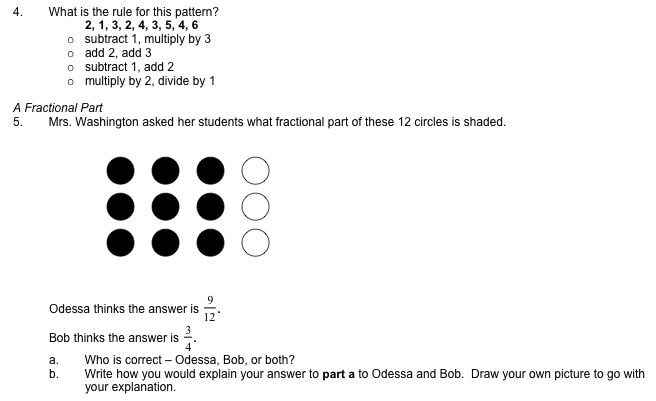 4. What is the rule for this pattern?
2, 1, 3, 2, 4, 3, 5, 4, 6
o subtract 1, multiply by 3
o add 2, add 3
o subtract 1, add 2
o multiply by 2, divide by 1
A Fractional Part
5. Mrs. Washington asked her students what fractional part of these 12 circles is shaded.
Odessa thinks the answer is 9/12.
Bob thinks the answer is 3/4.
a. Who is correct – Odessa, Bob, or both?
b. Write how you would explain your answer to part a to Odessa and Bob. Draw your own picture to go with
your explanation.